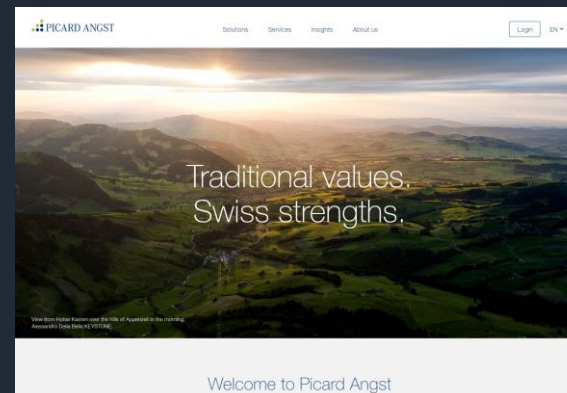 PICARD ANGST
Solutions Services Insights About us
Login EN
Traditional values.
Swiss strengths.
View from Hoher Kasten over the hills of Appenzell in the morning.
Alessandro Della Bella KEYSTONE
Welcome to Picard Angst